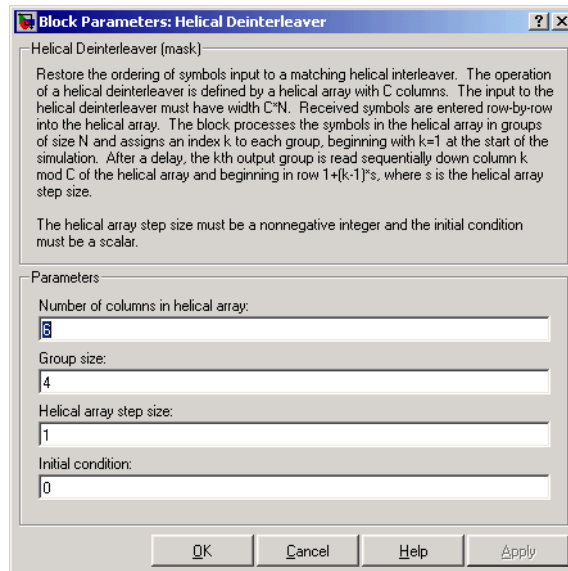 Block Parameters: Helical Deinterleaver
Helical Deinterleaver (mask)
Restore the ordering of symbols input to a matching helical interleaver. The operation
of a helical deinterleaver is defined by a helical array with C columns. The input to the
helical deinterleaver must have width C*N. Received symbols are entered row-by-row
into the helical array. The block processes the symbols in the helical array in groups
of size N and assigns an index k to each group, beginning with k=1 at the start of the
simulation. After a delay, the kth output group is read sequentially down column k
mod C of the helical array and beginning in row 1+(k-1)*s, where s is the helical array
step size.
The helical array step size must be a nonnegative integer and the initial condition
must be a scalar.
Parameters
Number of columns in helical array:
6
Group size:
4
Helical array step size:
1
Initial condition:
0
OK Cancel Help Apply